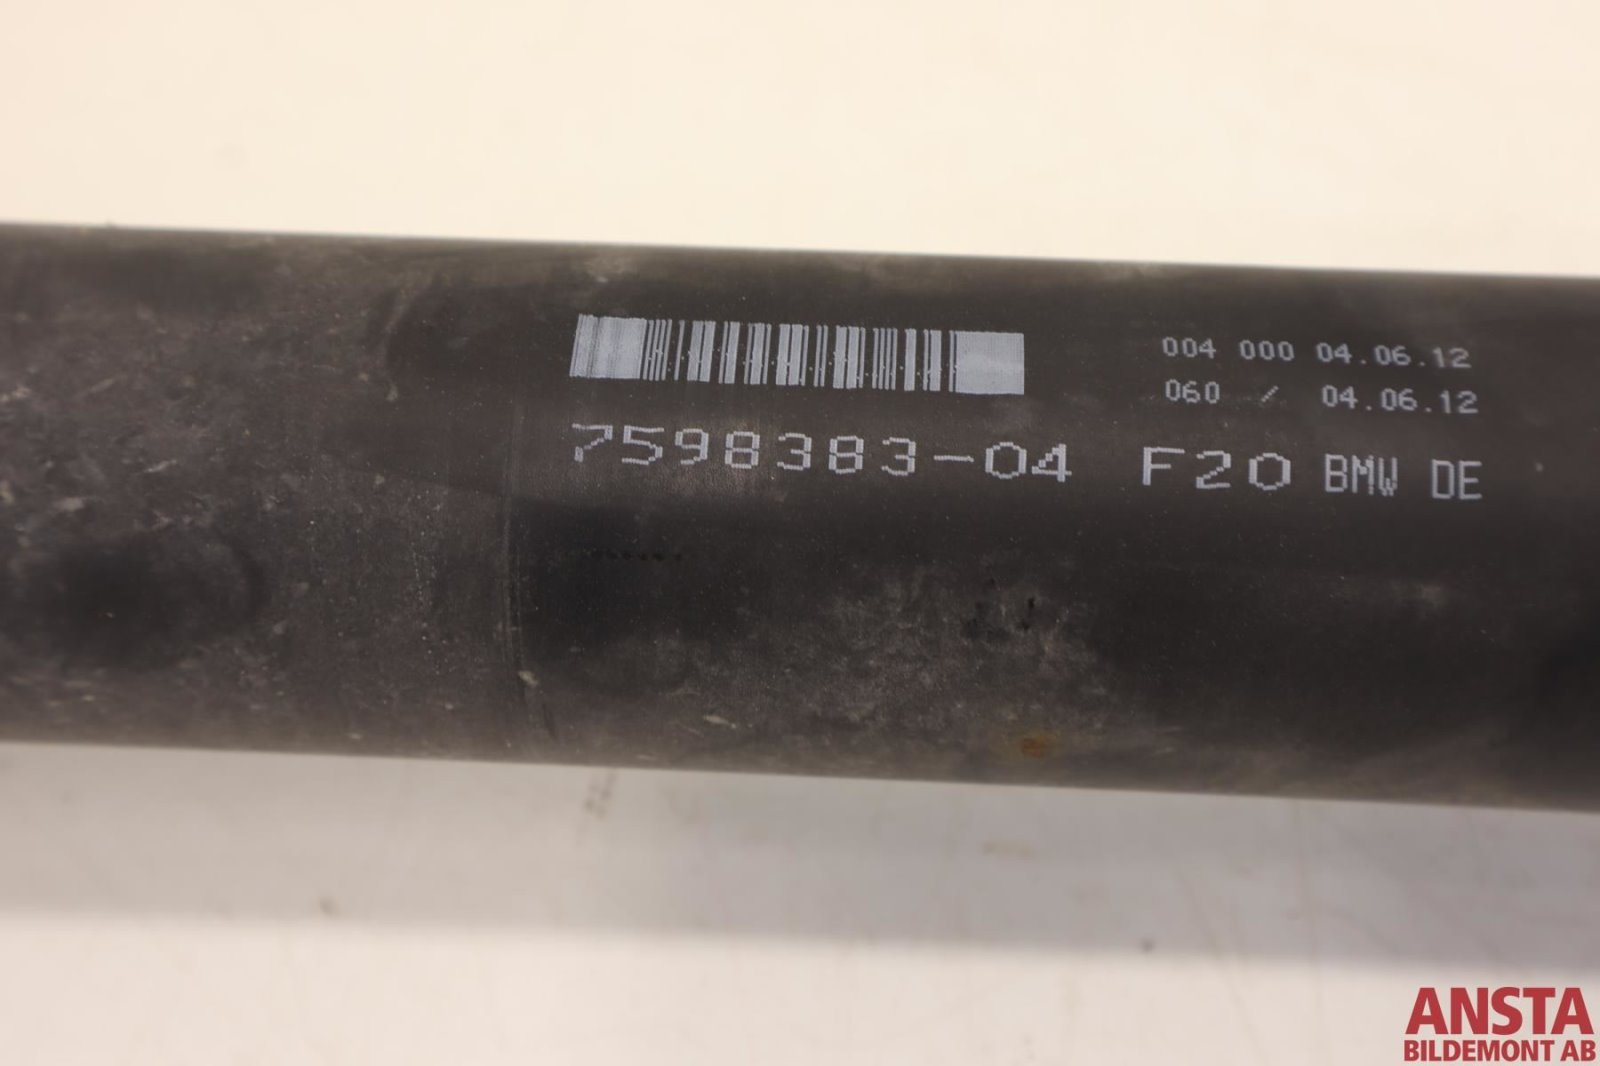 004 000 04.06.12
060 / 04.06.12
7598383-04 F20 BMW DE
ANSTA
BILDEMONT AB